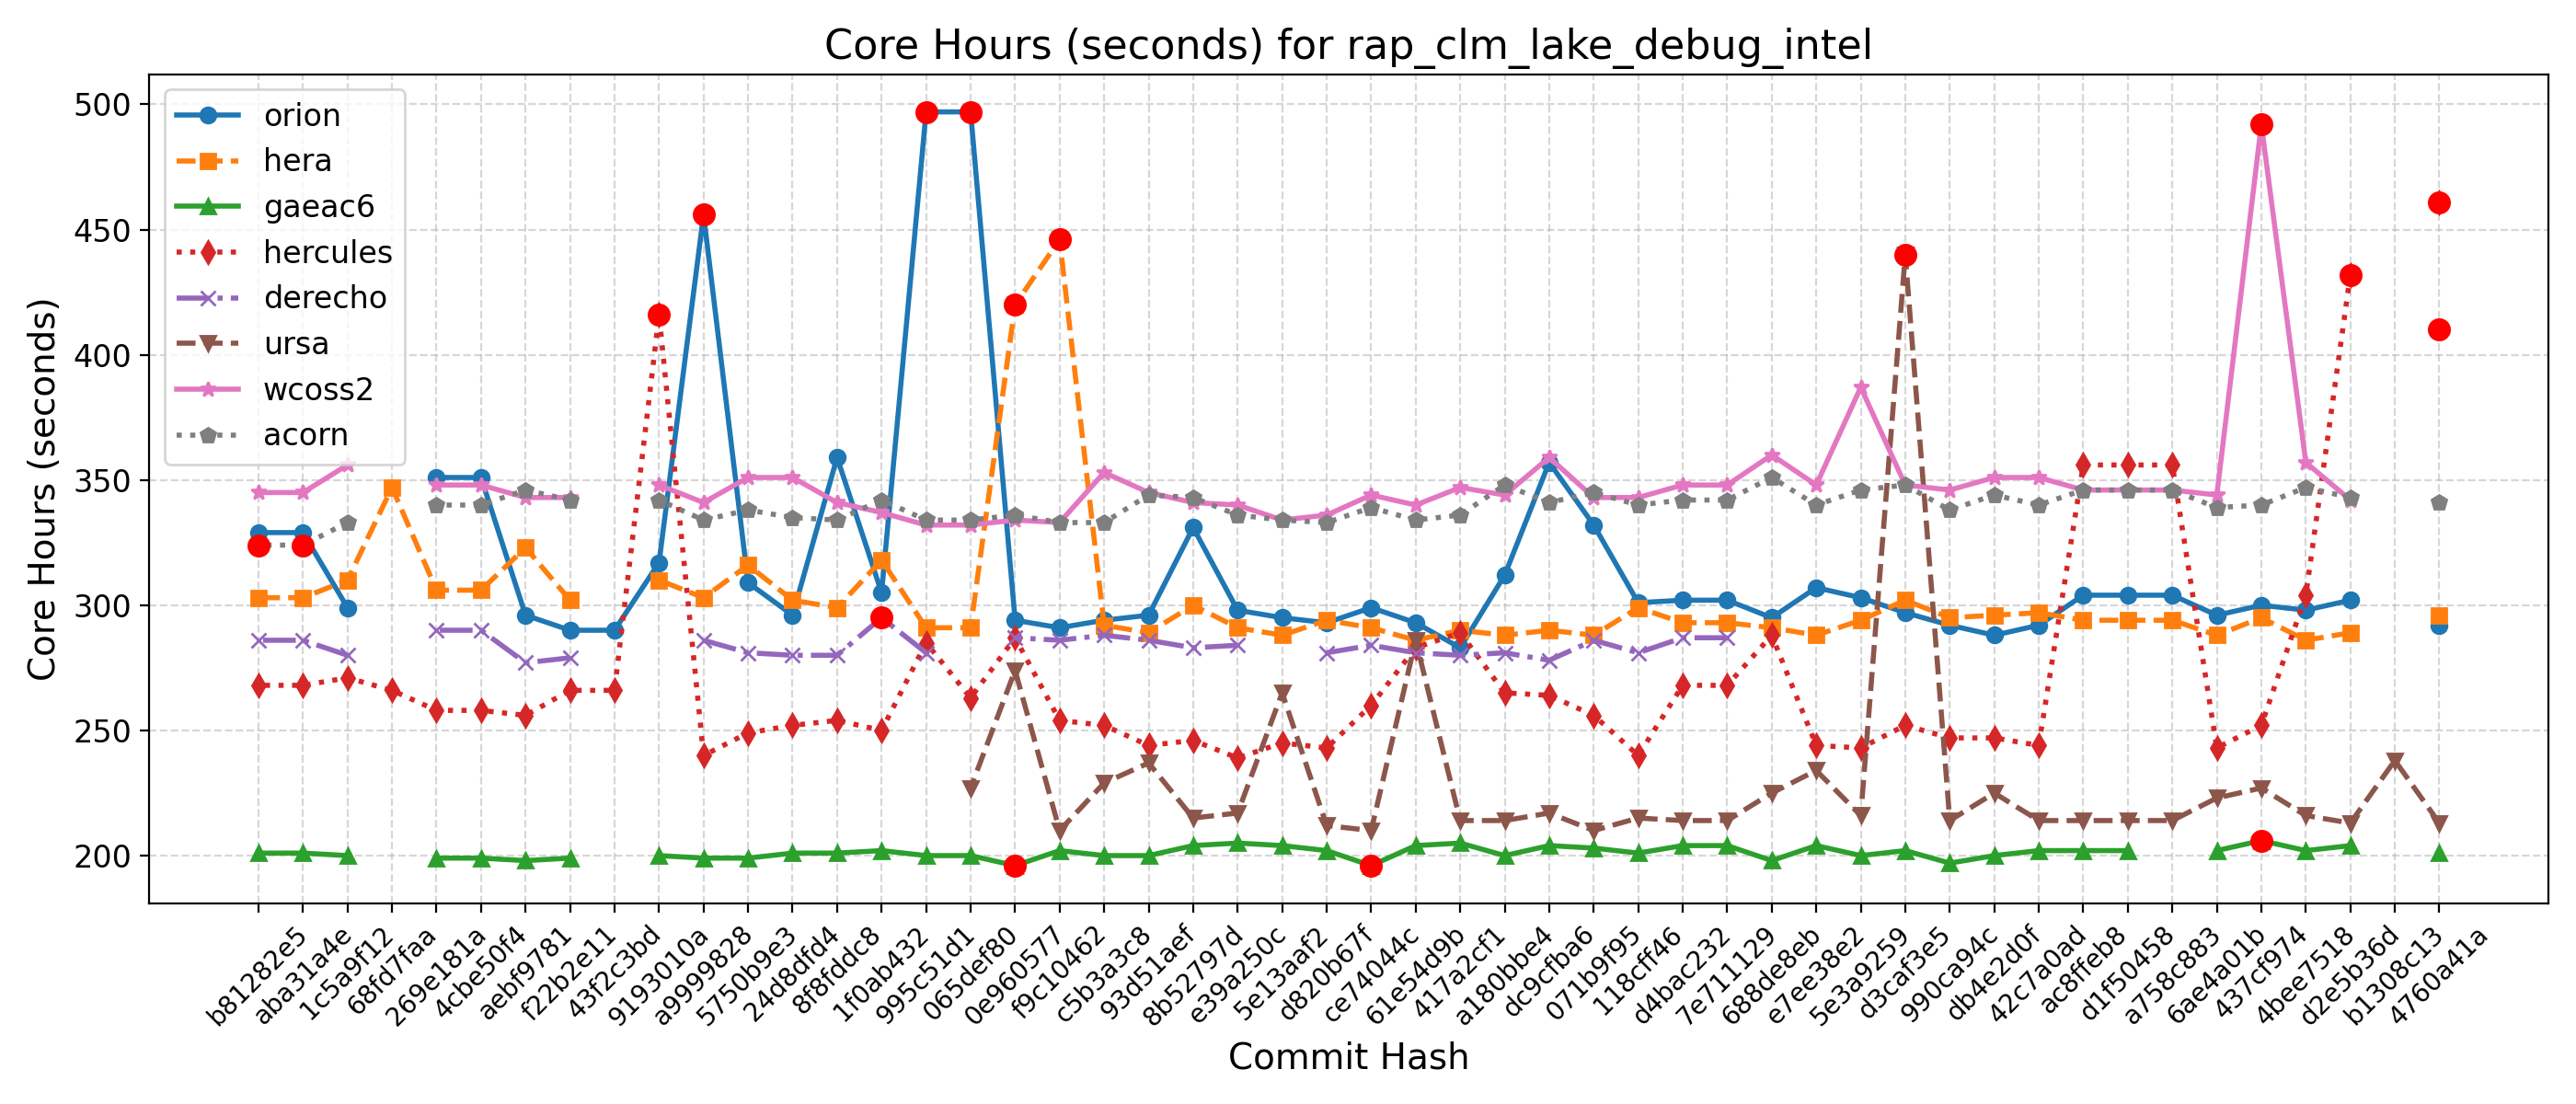 Core Hours (seconds) for rap_clm_lake_debug_intel
Core Hours (seconds)
500
450
400
350
300
250
200
orion
hera
gaeac6
hercules
derecho
ursa
wcoss2
acorn
b81282e5
aba31a4e
1c5a9f12
68fd7faa
269e181a
4cbe50f4
aebf9781
f22b2e11
43f2c3bd
9193010a
a9999828
5750b9e3
24d8dfd4
8f8fddc8
1f0ab432
995c51d1
065def80
0e960577
f9c10462
c5b3a3c8
93d51aef
8b52797d
e39a250c
5e13aaf2
d820b67f
ce74044c
61e54d9b
417a2cf1
a180bbe4
dc9cfba6
071b9f95
118cff46
d4bac232
7e711129
688de8eb
e7ee38e2
5e3a9259
d3caf3e5
990ca94c
db4e2d0f
42c7a0ad
ac8ffeb8
d1f50458
a758c883
6ae4a01b
437cf974
4bee7518
d2e5b36d
b1308c13
4760a41a
Commit Hash